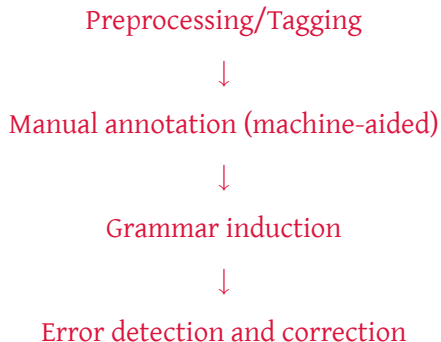 Preprocessing/Tagging
↓
Manual annotation (machine-aided)
↓
Grammar induction
↓
Error detection and correction